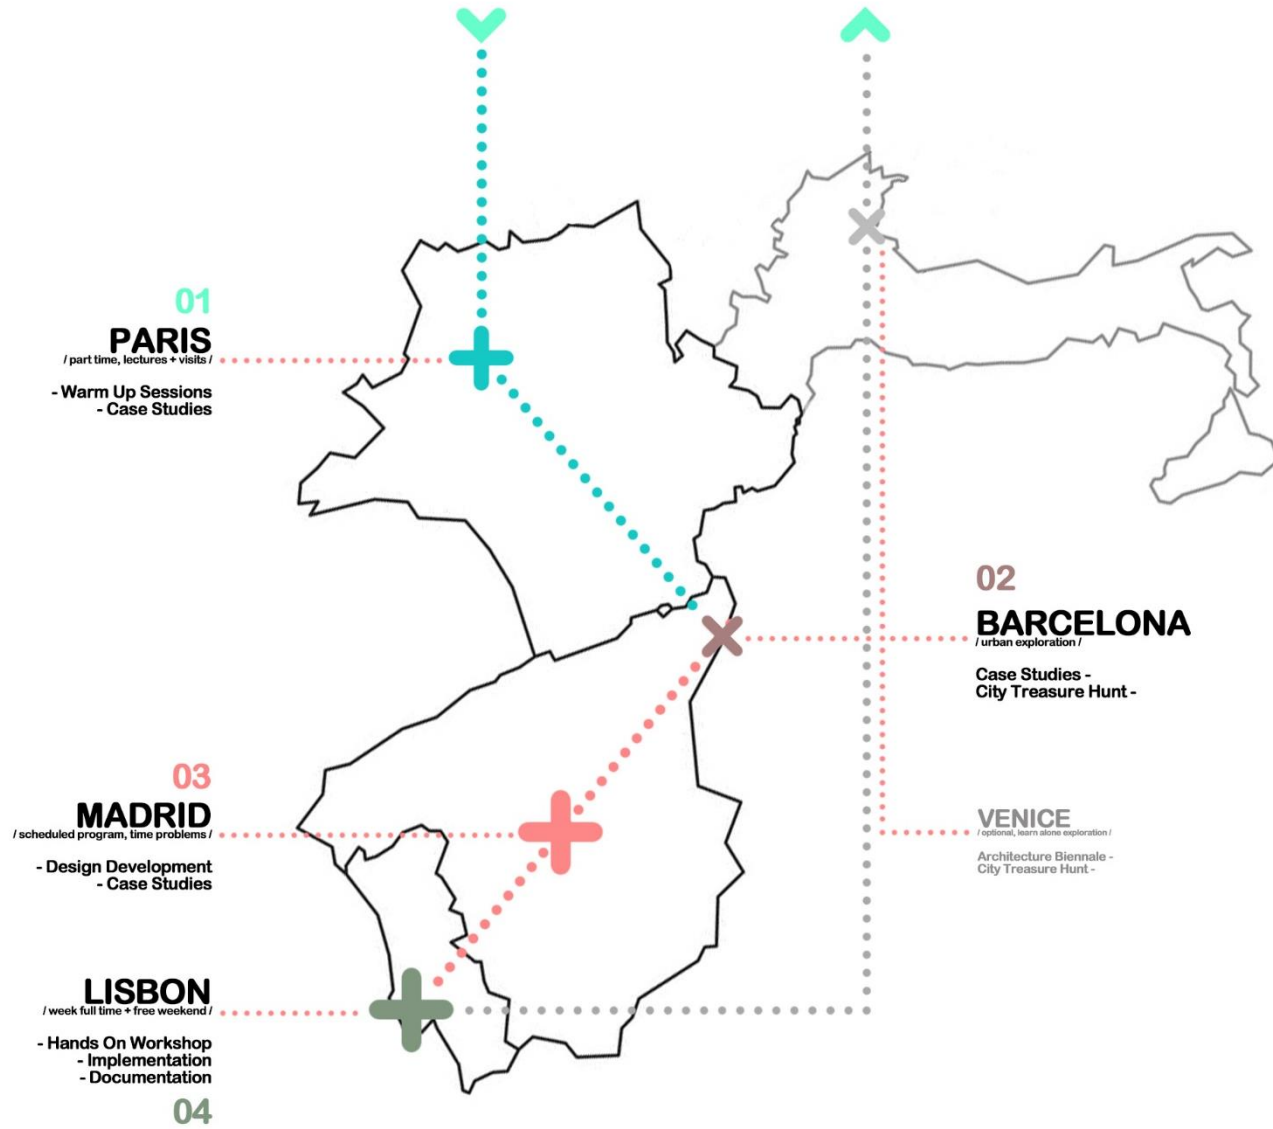 01
PARIS
/ part time, lectures + visits /
- Warm Up Sessions
- Case Studies
02
BARCELONA
/ urban exploration /
Case Studies -
City Treasure Hunt -
03
MADRID
/ scheduled program, time problems /
- Design Development
- Case Studies
VENICE
/ optional, learn alone exploration /
Architecture Biennale -
City Treasure Hunt -
LISBON
/ week full time + free weekend /
- Hands On Workshop
- Implementation
- Documentation
04